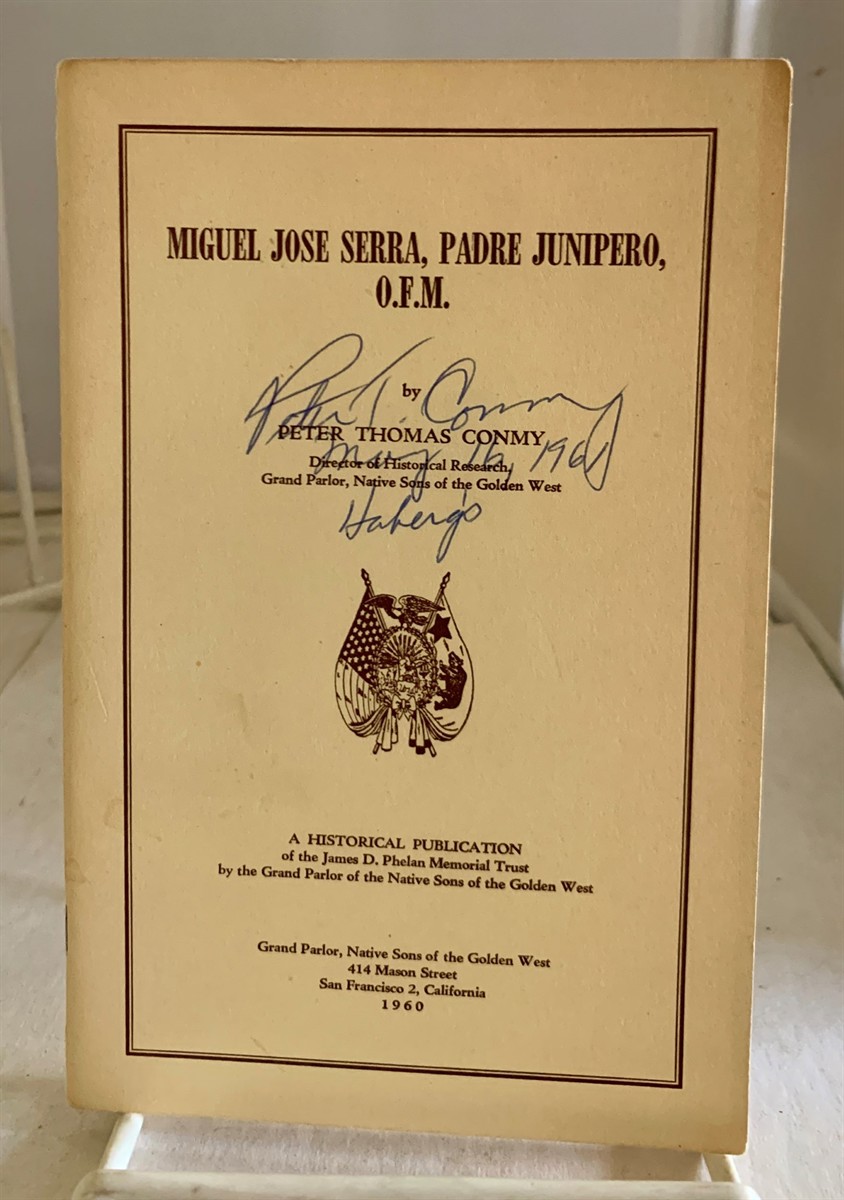 MIGUEL JOSE SERRA, PADRE JUNIPERO,
O.F.M.
by
Peter T. Conmy
PETER THOMAS CONMY
May 16, 1961
Director of Historical Research,
Grand Parlor, Native Sons of the Golden West
A HISTORICAL PUBLICATION
of the James D. Phelan Memorial Trust
by the Grand Parlor of the Native Sons of the Golden West
Grand Parlor, Native Sons of the Golden West
414 Mason Street
San Francisco 2, California
1960